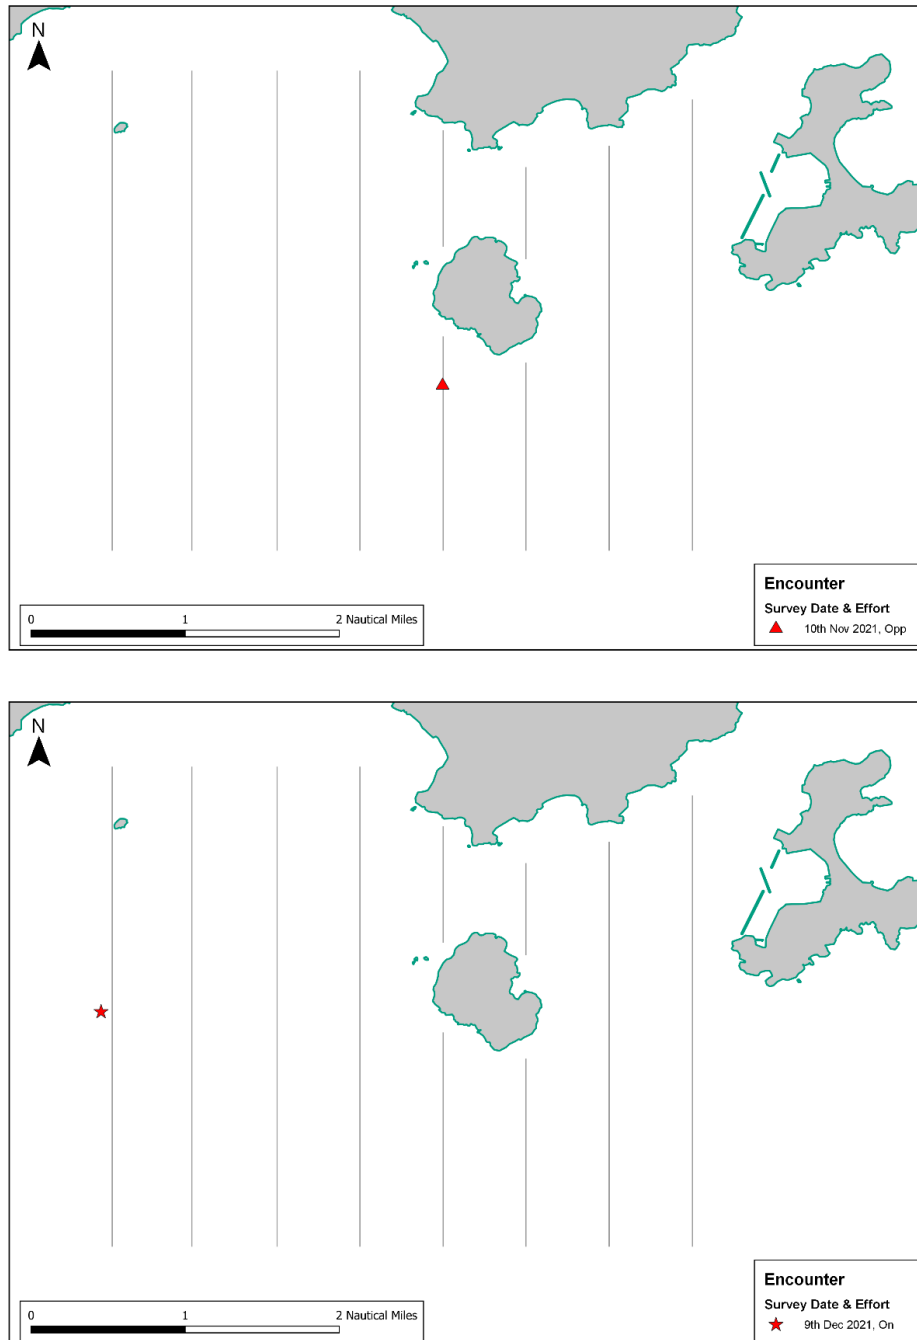 N
0 1 2 Nautical Miles
Encounter
Survey Date & Effort
10th Nov 2021, Opp
N
0 1 2 Nautical Miles
Encounter
Survey Date & Effort
9th Dec 2021, On